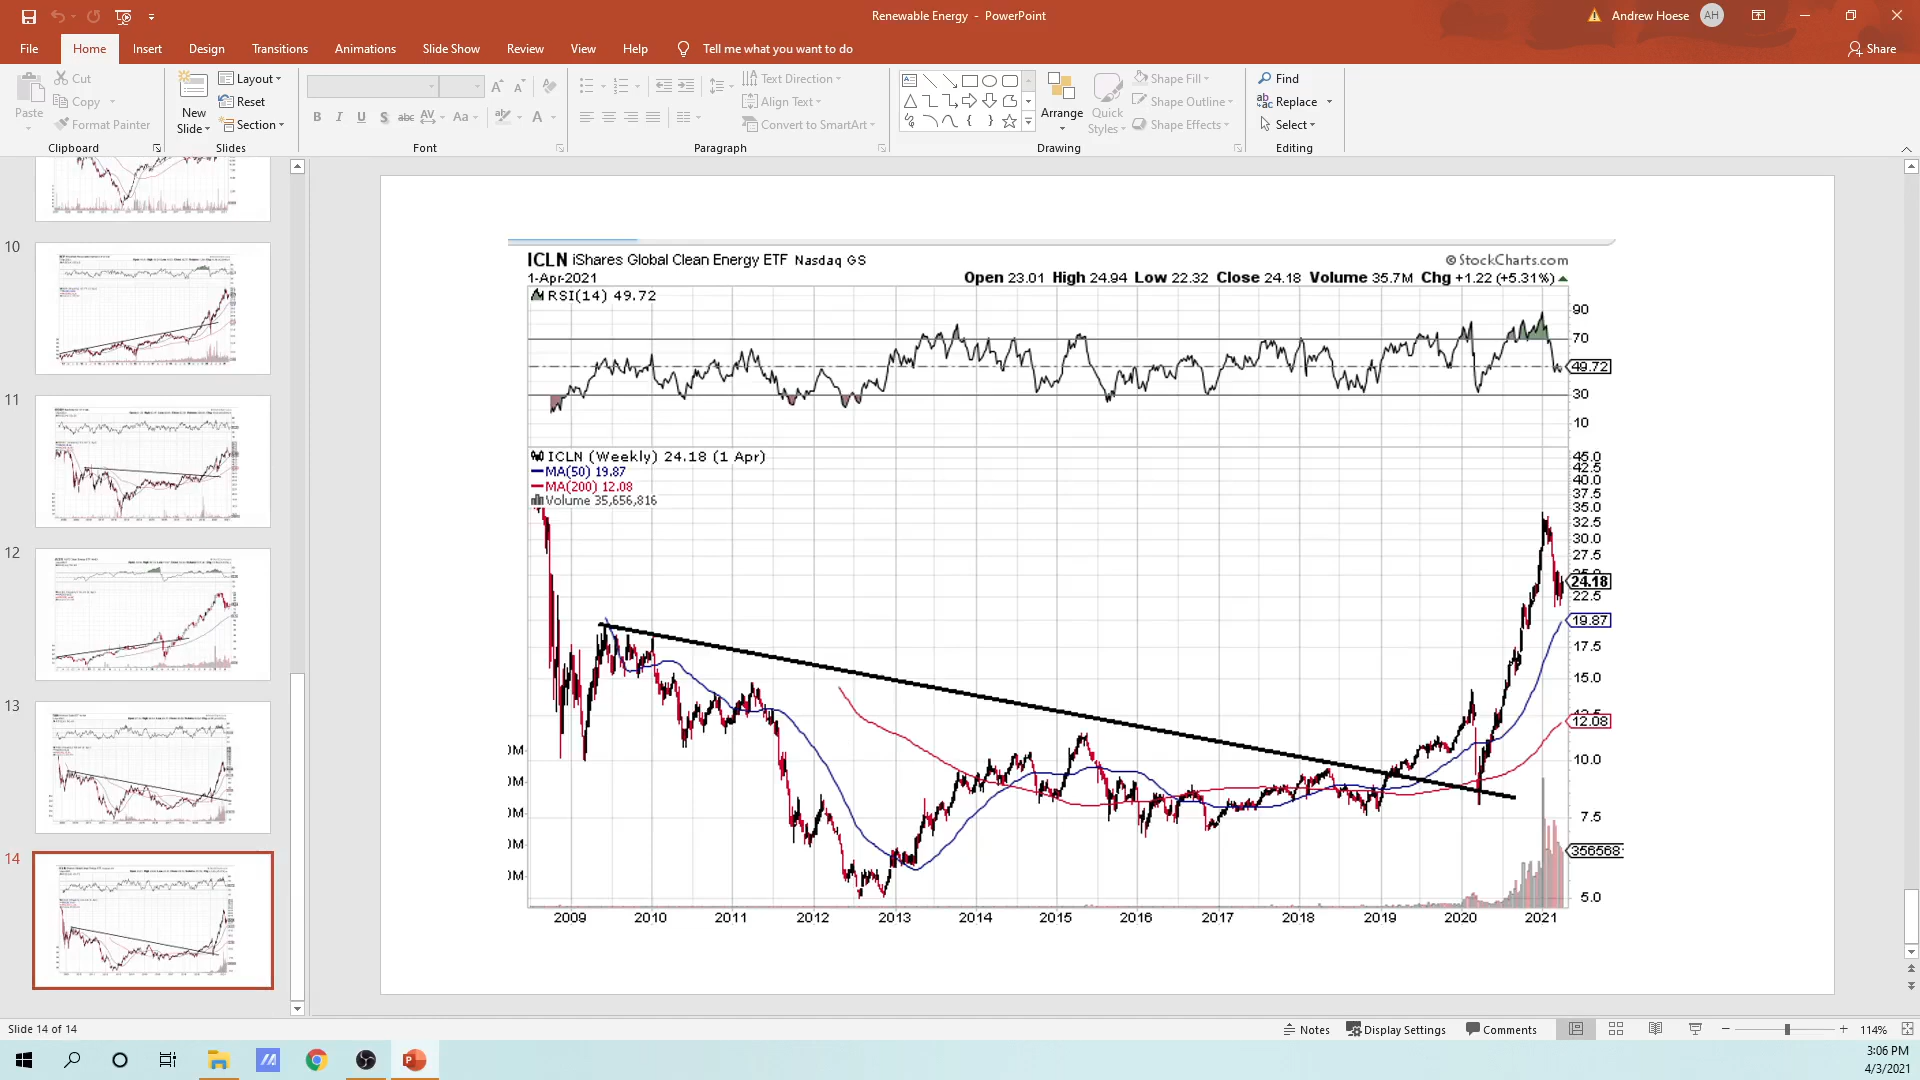 Renewable Energy - PowerPoint
Andrew Hoese
AH
File Home Insert Design Transitions Animations Slide Show Review View Help Tell me what you want to do
Share
Paste
Cut
Copy
Format Painter
Clipboard
New Slide
Layout
Reset
Section
Slides
B I U S abc AV Aa
Font
Text Direction
Align Text
Convert to SmartArt
Paragraph
Arrange
Quick Styles
Shape Fill
Shape Outline
Shape Effects
Drawing
Find
Replace
Select
Editing
10
11
12
13
14
ICLN iShares Global Clean Energy ETF Nasdaq GS
© StockCharts.com
1-Apr-2021
Open 23.01 High 24.94 Low 22.32 Close 24.18 Volume 35.7M Chg +1.22 (+5.31%)
RSI(14) 49.72
90
70
49.72
30
10
ICLN (Weekly) 24.18 (1 Apr)
MA(50) 19.87
MA(200) 12.08
Volume 35,656,816
45.0
42.5
40.0
37.5
35.0
32.5
30.0
27.5
24.18
22.5
19.87
17.5
15.0
12.08
10.0
7.5
356568
5.0
2009 2010 2011 2012 2013 2014 2015 2016 2017 2018 2019 2020 2021
Slide 14 of 14
Notes Display Settings Comments
114%
3:06 PM
4/3/2021